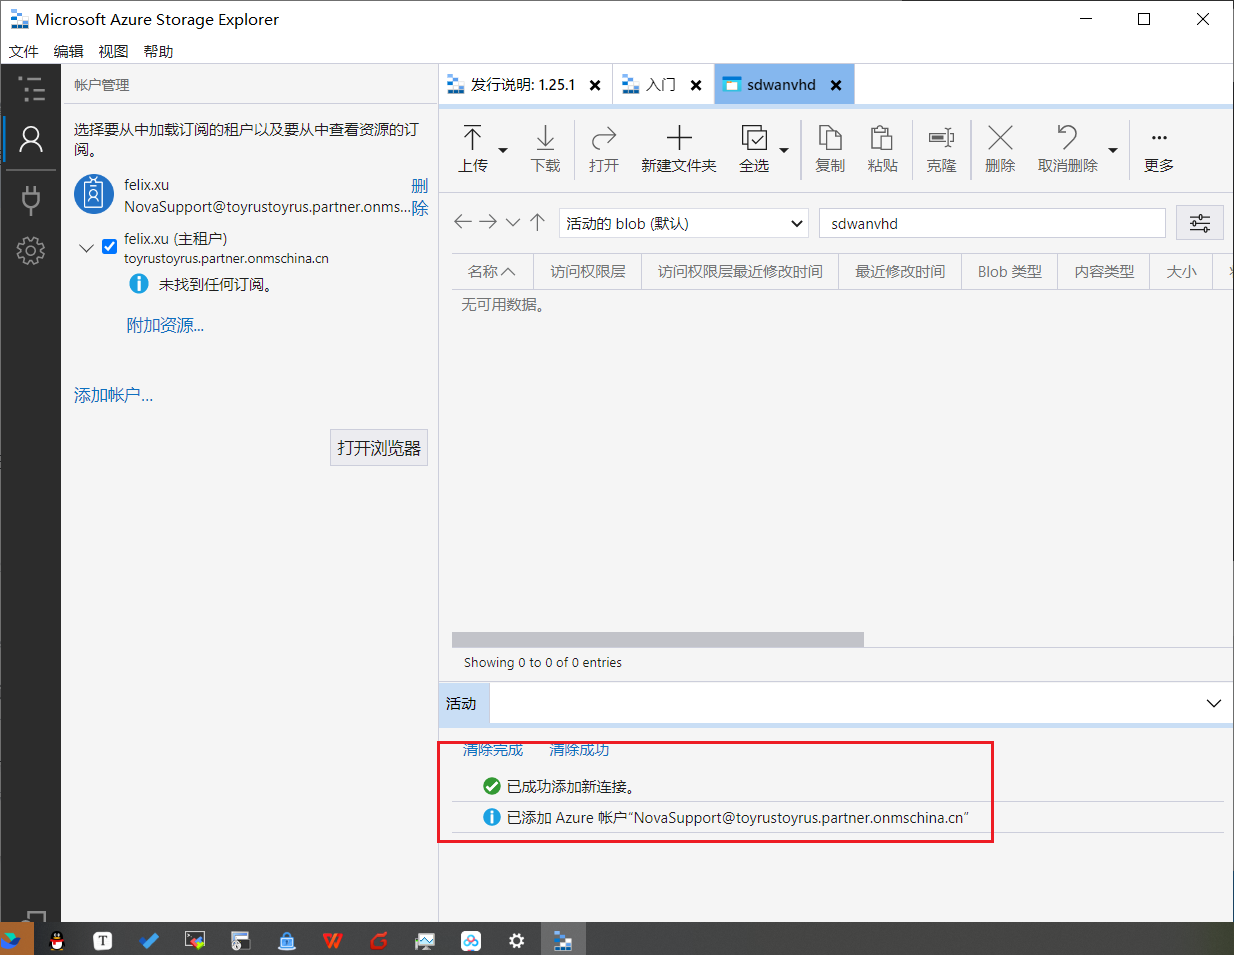 Microsoft Azure Storage Explorer
文件 编辑 视图 帮助
帐户管理
选择要从中加载订阅的租户以及要从中查看资源的订
阅。
felix.xu
NovaSupport@toyrustoyrus.partner.onms...
删
除
felix.xu (主租户)
toyrustoyrus.partner.onmschina.cn
未找到任何订阅。
附加资源...
添加帐户...
打开浏览器
发行说明: 1.25.1
入门
sdwanvhd
上传 下载 打开 新建文件夹 全选 复制 粘贴 克隆 删除 取消删除 更多
活动的 blob (默认)
sdwanvhd
名称 访问权限层 访问权限层最近修改时间 最近修改时间 Blob 类型 内容类型 大小
无可用数据。
Showing 0 to 0 of 0 entries
活动
清除完成 清除成功
已成功添加新连接。
已添加 Azure 帐户“NovaSupport@toyrustoyrus.partner.onmschina.cn”